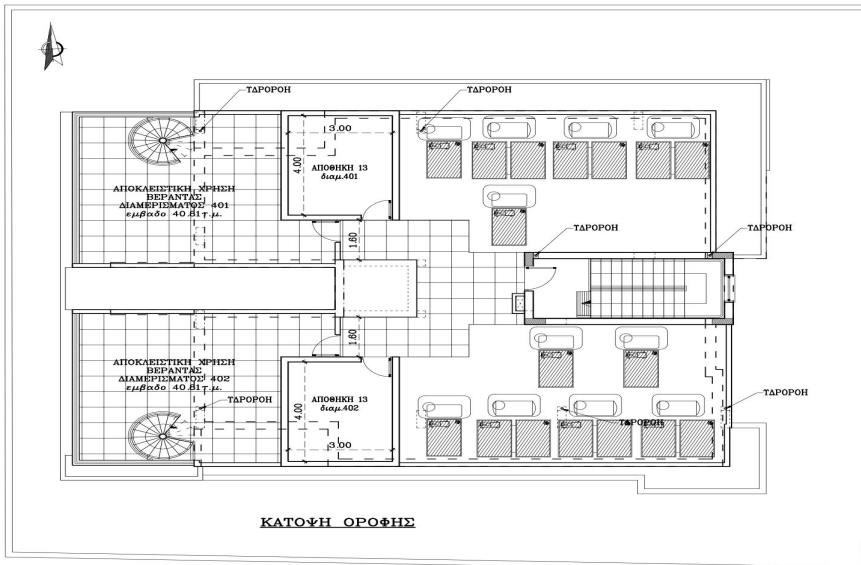 ΤΔΡΟΡΟΗ
ΤΔΡΟΡΟΗ
3.00
4.00
ΑΠΟΘΗΚΗ 13
διαμ.401
ΑΠΟΚΛΕΙΣΤΙΚΗ ΧΡΗΣΗ
ΒΕΡΑΝΤΑΣ
ΔΙΑΜΕΡΙΣΜΑΤΟΣ 401
εμβαδο 40.81τ.μ.
1.60
ΤΔΡΟΡΟΗ
ΤΔΡΟΡΟΗ
1.60
ΑΠΟΚΛΕΙΣΤΙΚΗ ΧΡΗΣΗ
ΒΕΡΑΝΤΑΣ
ΔΙΑΜΕΡΙΣΜΑΤΟΣ 402
εμβαδο 40.81τ.μ.
ΤΔΡΟΡΟΗ
4.00
ΑΠΟΘΗΚΗ 13
διαμ.402
3.00
ΤΔΡΟΡΟΗ
ΤΔΡΟΡΟΗ
ΚΑΤΟΨΗ ΟΡΟΦΗΣ